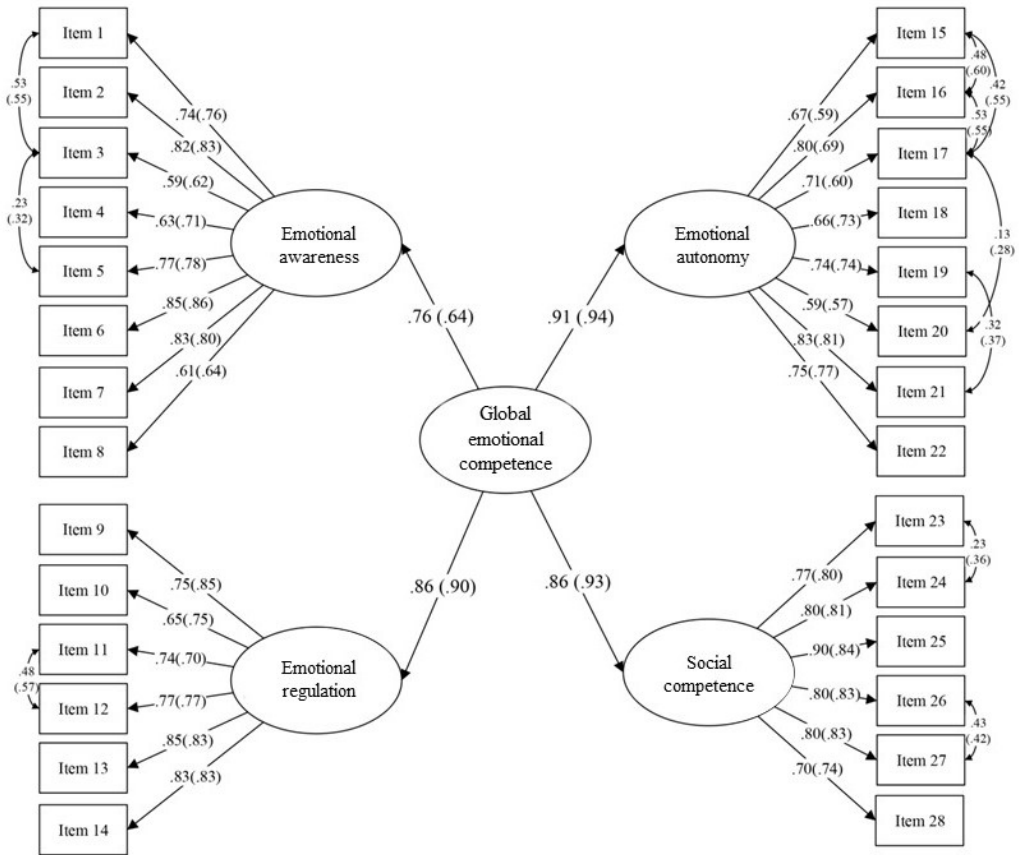 Item 1
Item 2
Item 3
Item 4
Item 5
Item 6
Item 7
Item 8
.53
(.55)
.23
(.32)
.74(.76)
.82(.83)
.59(.62)
.63(.71)
.77(.78)
.85(.86)
.83(.80)
.61(.64)
Emotional
awareness
.76 (.64)
Item 15
Item 16
Item 17
Item 18
Item 19
Item 20
Item 21
Item 22
.67(.59)
.80(.69)
.71(.60)
.66(.73)
.74(.74)
.59(.57)
.83(.81)
.75(.77)
.48
(.60)
.42
(.55)
.53
(.55)
.13
(.28)
.32
(.37)
Emotional
autonomy
.91 (.94)
Global
emotional
competence
Item 9
Item 10
Item 11
Item 12
Item 13
Item 14
.48
(.57)
.75(.85)
.65(.75)
.74(.70)
.77(.77)
.85(.83)
.83(.83)
Emotional
regulation
.86 (.90)
.86 (.93)
Social
competence
.77(.80)
.80(.81)
.90(.84)
.80(.83)
.80(.83)
.70(.74)
Item 23
Item 24
Item 25
Item 26
Item 27
Item 28
.23
(.36)
.43
(.42)